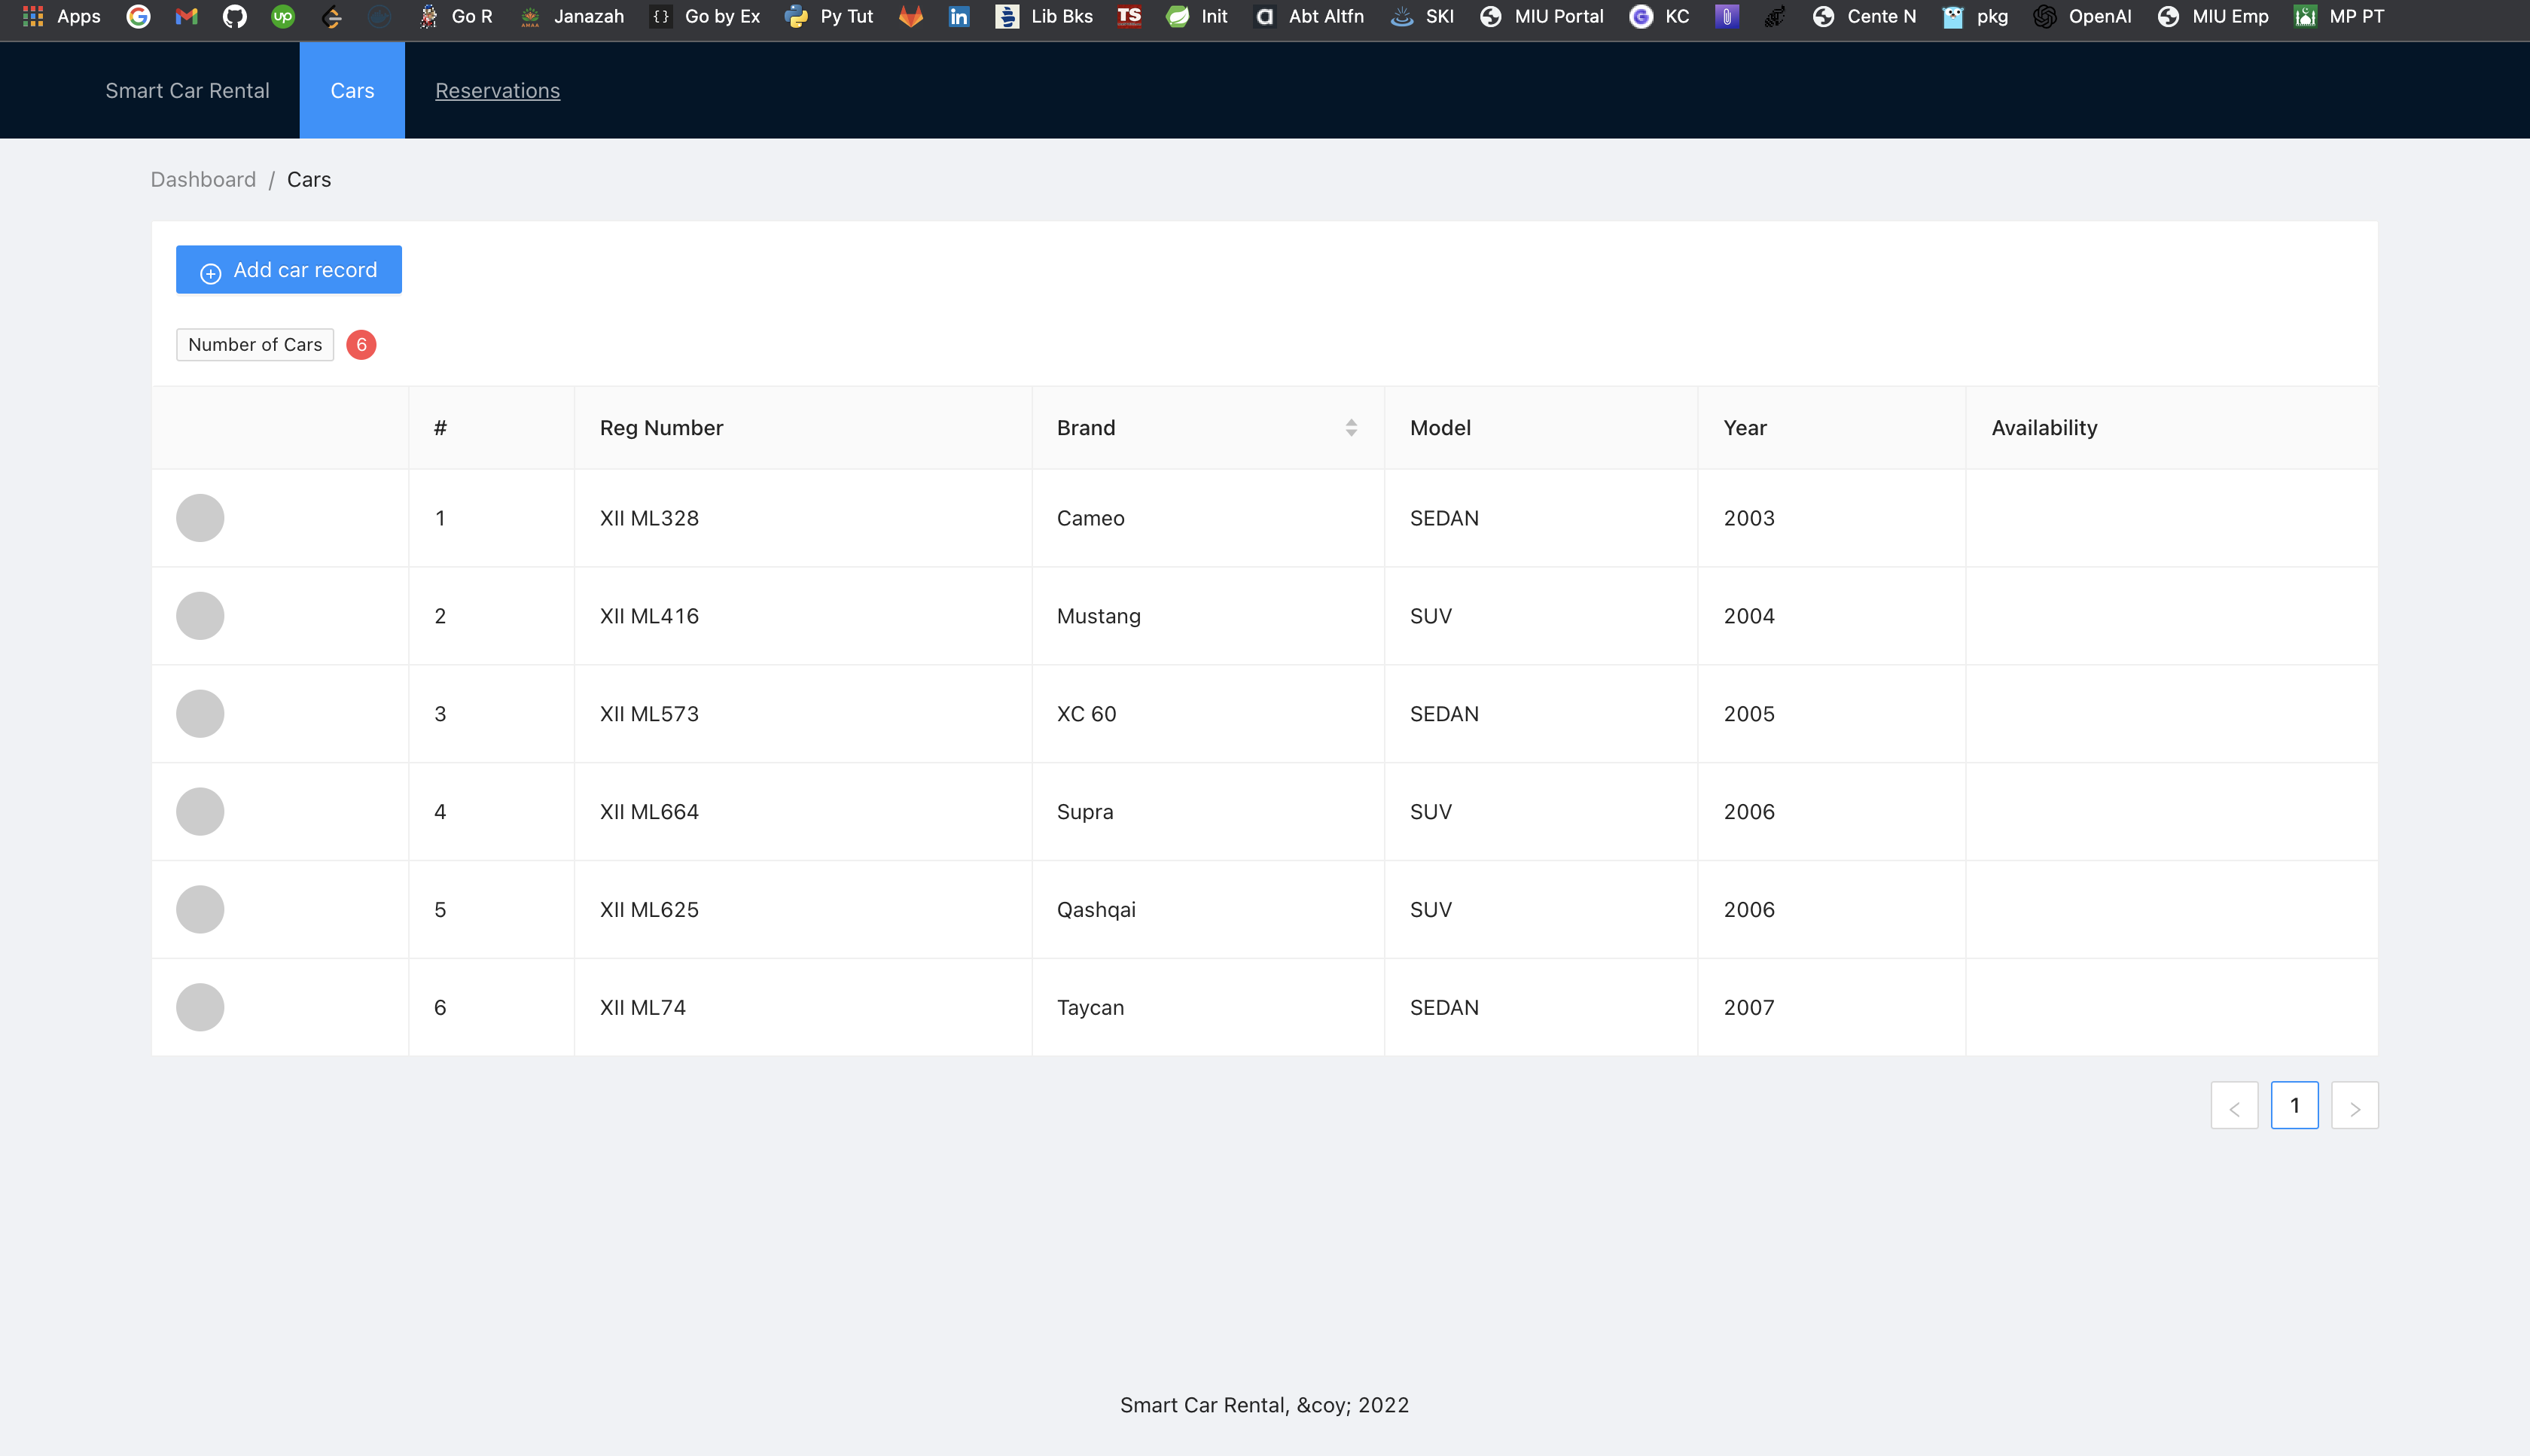 Apps G up Go R Janazah {} Go by Ex Py Tut in Lib Bks TS Init a Abt Altfn SKI MIU Portal G KC Cente N pkg OpenAI MIU Emp MP PT
Smart Car Rental Cars Reservations
Dashboard / Cars
Add car record
Number of Cars 6
# Reg Number Brand Model Year Availability
1 XII ML328 Cameo SEDAN 2003
2 XII ML416 Mustang SUV 2004
3 XII ML573 XC 60 SEDAN 2005
4 XII ML664 Supra SUV 2006
5 XII ML625 Qashqai SUV 2006
6 XII ML74 Taycan SEDAN 2007
< 1 >
Smart Car Rental, &coy; 2022